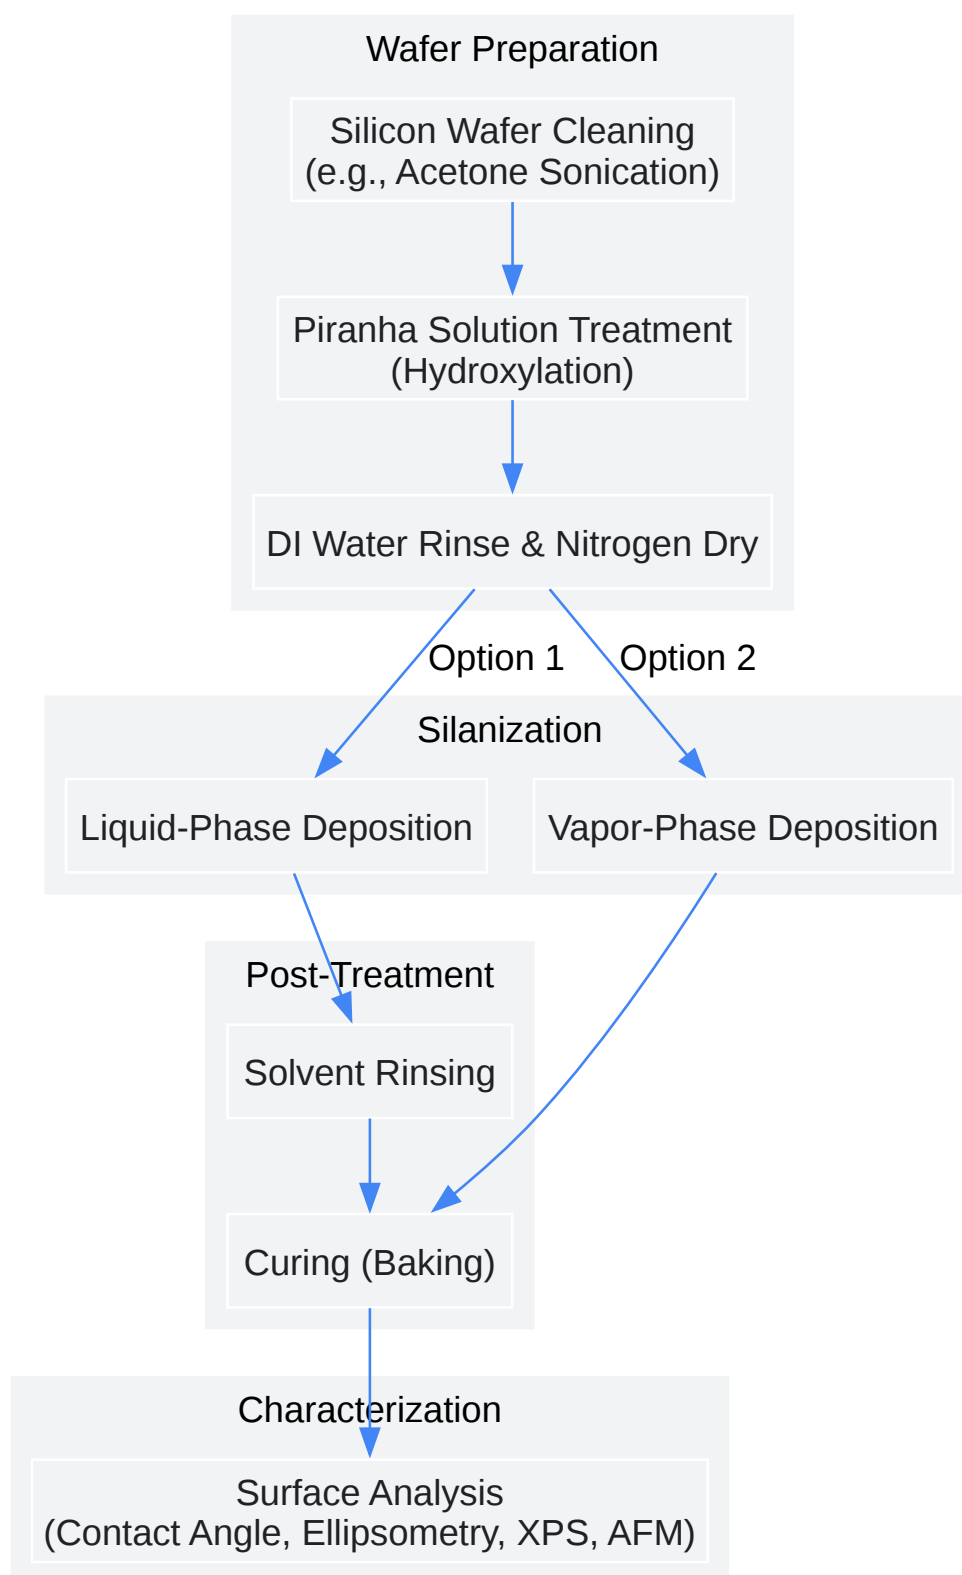 Wafer Preparation
Silicon Wafer Cleaning
(e.g., Acetone Sonication)
Piranha Solution Treatment
(Hydroxylation)
DI Water Rinse & Nitrogen Dry
Option 1
Option 2
Silanization
Liquid-Phase Deposition
Vapor-Phase Deposition
Post-Treatment
Solvent Rinsing
Curing (Baking)
Characterization
Surface Analysis
(Contact Angle, Ellipsometry, XPS, AFM)